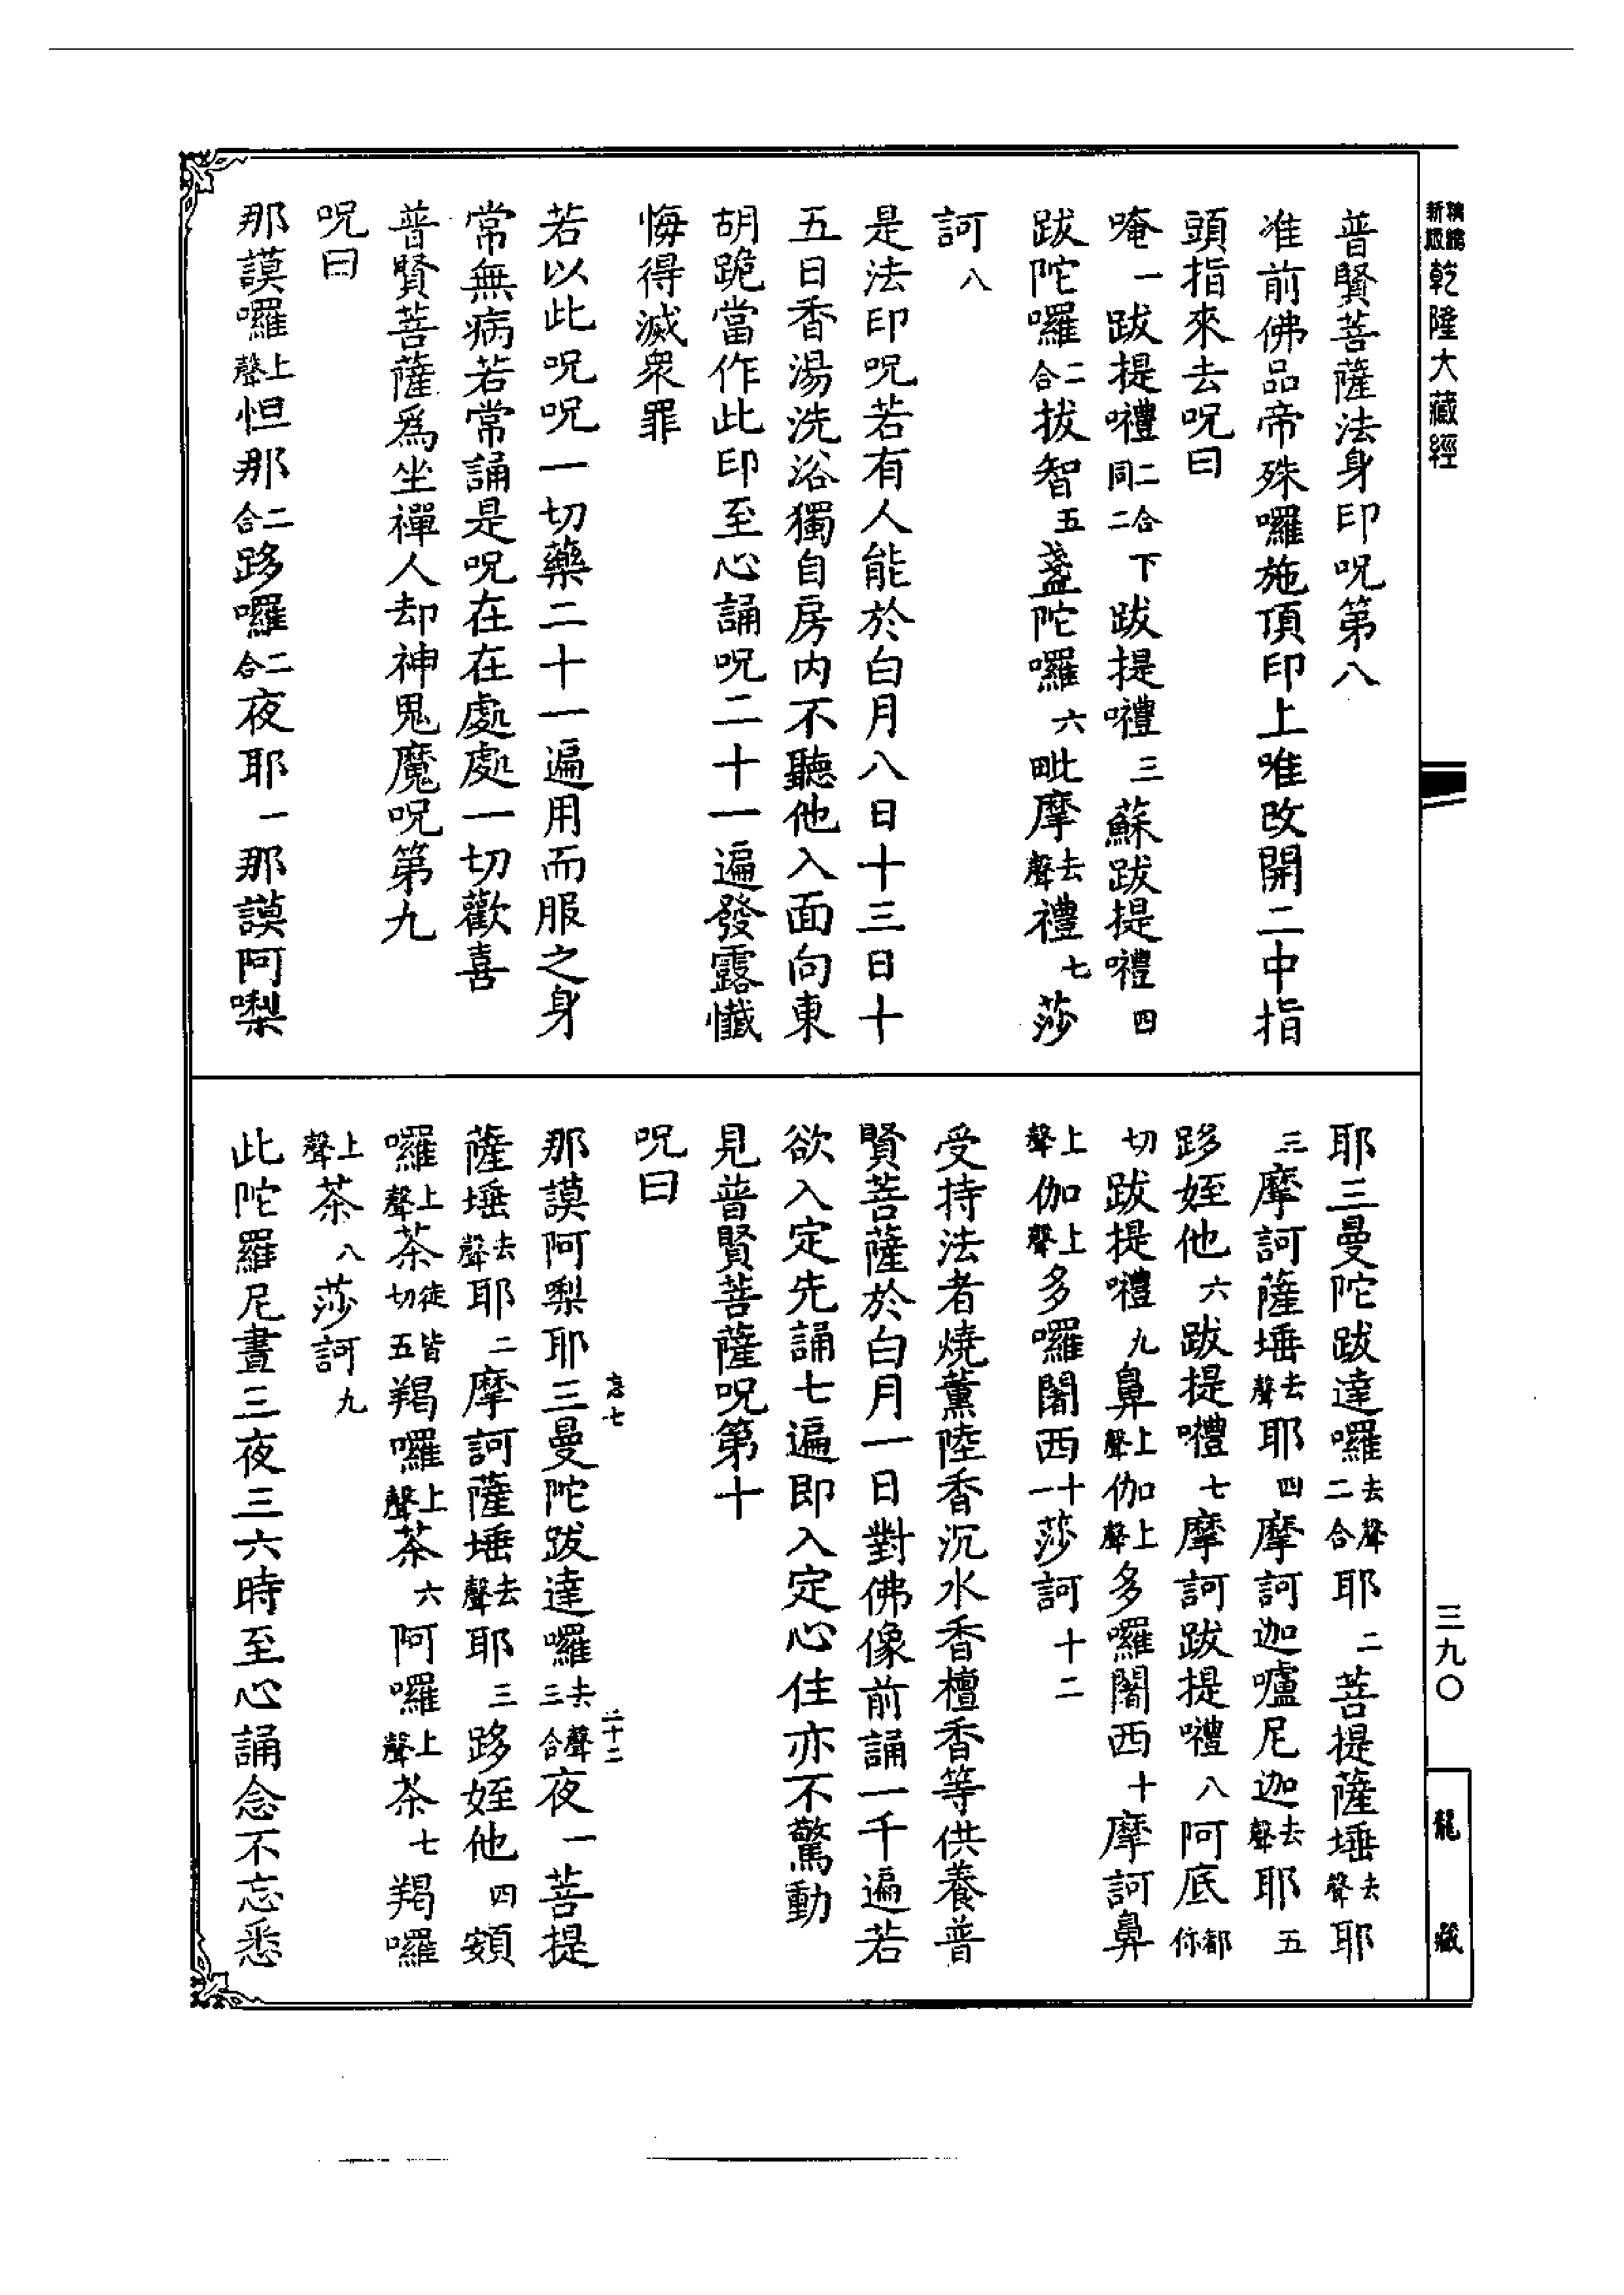 新版精縮乾隆大藏經
普賢菩薩法身印呪第八
准前佛品帝殊囉施頂印上唯改開二中指
頭指來去呪曰
唵一跋提𡃤二同二合下跋提𡃤三蘇跋提𡃤四
跋陀囉二合拔智五盞陀囉六毗摩去聲禮七莎
訶八
是法印呪若有人能於白月八日十三日十
五日香湯洗浴獨自房内不聽他入面向東
胡跪當作此印至心誦呪二十一遍發露懺
悔得滅衆罪
若以此呪呪一切藥二十一遍用而服之身
常無病若常誦是呪在在處處一切歡喜
普賢菩薩爲坐禪人却神鬼魔呪第九
呪曰
那謨囉上聲怛那二合跢囉二合夜耶一那謨阿㗚
耶三曼陀跋達囉去聲二合耶二菩提薩埵去聲耶
三摩訶薩埵去聲耶四摩訶迦嚧尼迦去聲耶五
跢姪他六跋提𡃤七摩訶跋提𡃤八阿底都你
切跋提𡃤九鼻上聲伽上聲多囉闍西十摩訶鼻
上聲伽上聲多囉闍西十一莎訶十二
受持法者燒薰陸香沉水香檀香等供養普
賢菩薩於白月一日對佛像前誦一千遍若
欲入定先誦七遍即入定心住亦不驚動
見普賢菩薩呪第十
呪曰
那謨阿㗚耶三曼陀跋達囉去聲三合夜一菩提
薩埵去聲耶二摩訶薩埵去聲耶三跢姪他四頞
囉上聲茶徒皆切五羯囉上聲茶六阿囉上聲茶七羯囉
上聲茶八莎訶九
此陀羅尼晝三夜三六時至心誦念不忘悉
三九〇
龍藏